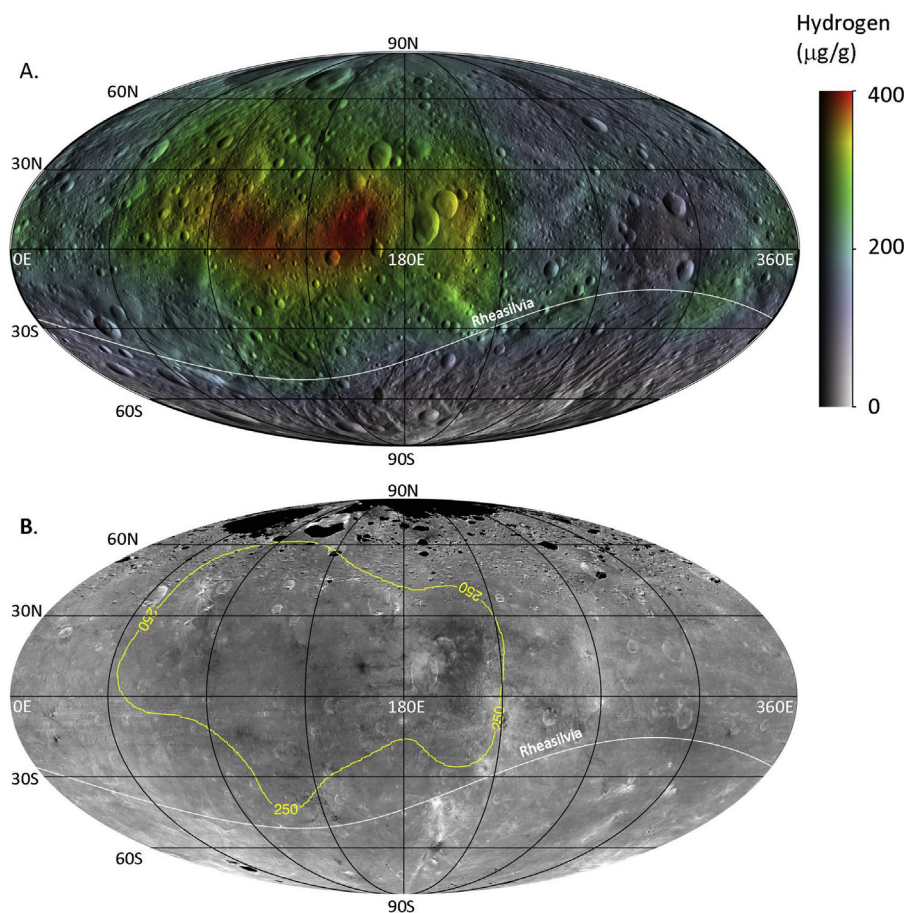 Hydrogen
(μg/g)
A.
90N
60N
400
30N
0E
180E
360E
200
Rheasilvia
30S
60S
0
90S
B.
90N
60N
250
250
30N
0E
180E
250
360E
Rheasilvia
30S
250
60S
90S